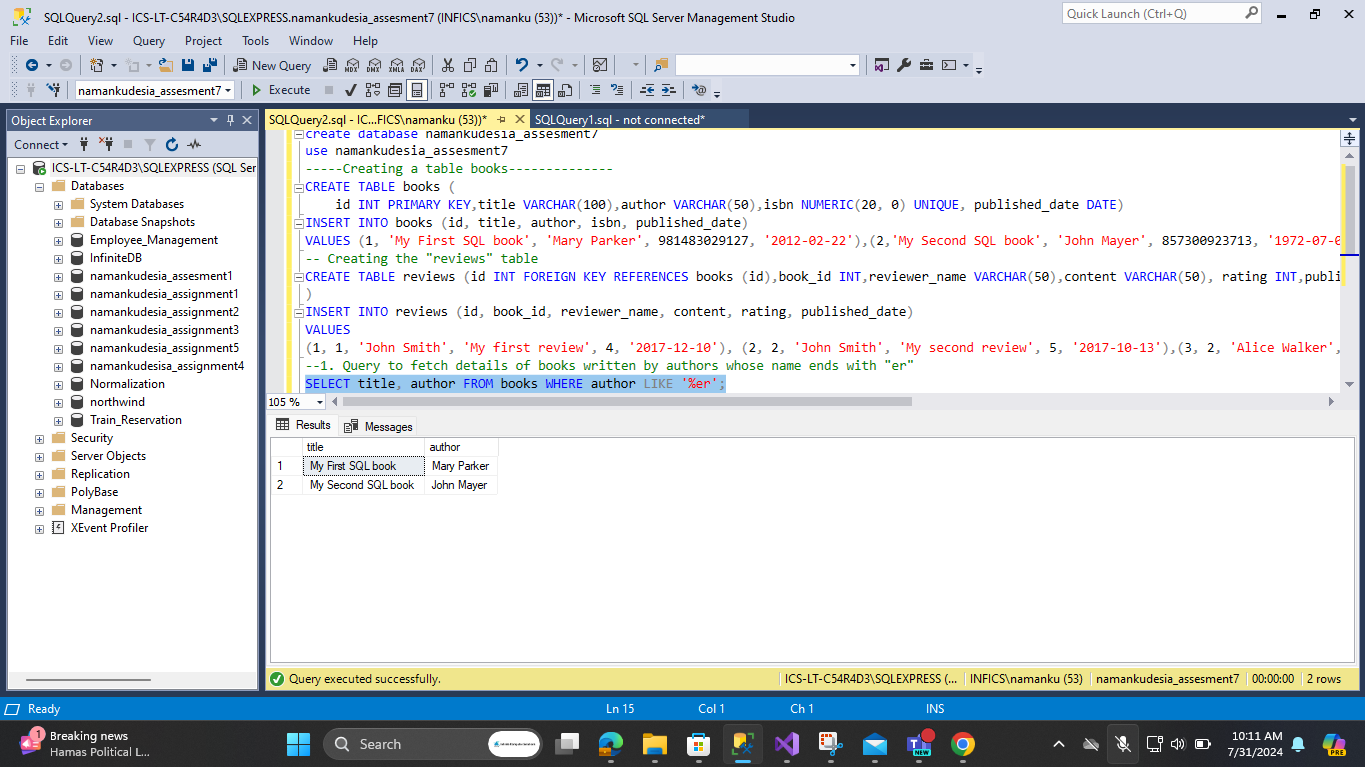 SQLQuery2.sql - ICS-LT-C54R4D3\SQLEXPRESS.namankudesia_assesment7 (INFICS\namanku (53))* - Microsoft SQL Server Management Studio
Quick Launch (Ctrl+Q)
File Edit View Query Project Tools Window Help
New Query
MDX DMX XMLA DAX
namankudesia_assesment7
Execute
Object Explorer
Connect
ICS-LT-C54R4D3\SQLEXPRESS (SQL Ser
Databases
System Databases
Database Snapshots
Employee_Management
InfiniteDB
namankudesia_assesment1
namankudesia_assignment1
namankudesia_assignment2
namankudesia_assignment3
namankudesia_assignment5
namakusesia_assignment4
Normalization
northwind
Train_Reservation
Security
Server Objects
Replication
PolyBase
Management
XEvent Profiler
SQLQuery2.sql - IC...FICS\namanku (53))*
SQLQuery1.sql - not connected*
create database namankudesia_assesment7
use namankudesia_assesment7
-----Creating a table books--------------
CREATE TABLE books (
id INT PRIMARY KEY,title VARCHAR(100),author VARCHAR(50),isbn NUMERIC(20, 0) UNIQUE, published_date DATE)
INSERT INTO books (id, title, author, isbn, published_date)
VALUES (1, 'My First SQL book', 'Mary Parker', 981483029127, '2012-02-22'),(2,'My Second SQL book', 'John Mayer', 857300923713, '1972-07-0
-- Creating the "reviews" table
CREATE TABLE reviews (id INT FOREIGN KEY REFERENCES books (id),book_id INT,reviewer_name VARCHAR(50),content VARCHAR(50), rating INT,publi
)
INSERT INTO reviews (id, book_id, reviewer_name, content, rating, published_date)
VALUES
(1, 1, 'John Smith', 'My first review', 4, '2017-12-10'), (2, 2, 'John Smith', 'My second review', 5, '2017-10-13'),(3, 2, 'Alice Walker',
--1. Query to fetch details of books written by authors whose name ends with "er"
SELECT title, author FROM books WHERE author LIKE '%er';
105 %
Results Messages
title author
1 My First SQL book Mary Parker
2 My Second SQL book John Mayer
Query executed successfully.
ICS-LT-C54R4D3\SQLEXPRESS (... INFICS\namanku (53) namankudesia_assesment7 00:00:00 2 rows
Ready
Ln 15 Col 1 Ch 1 INS
1
Breaking news
Hamas Political L...
Search
NEW
10:11 AM
7/31/2024
PRE